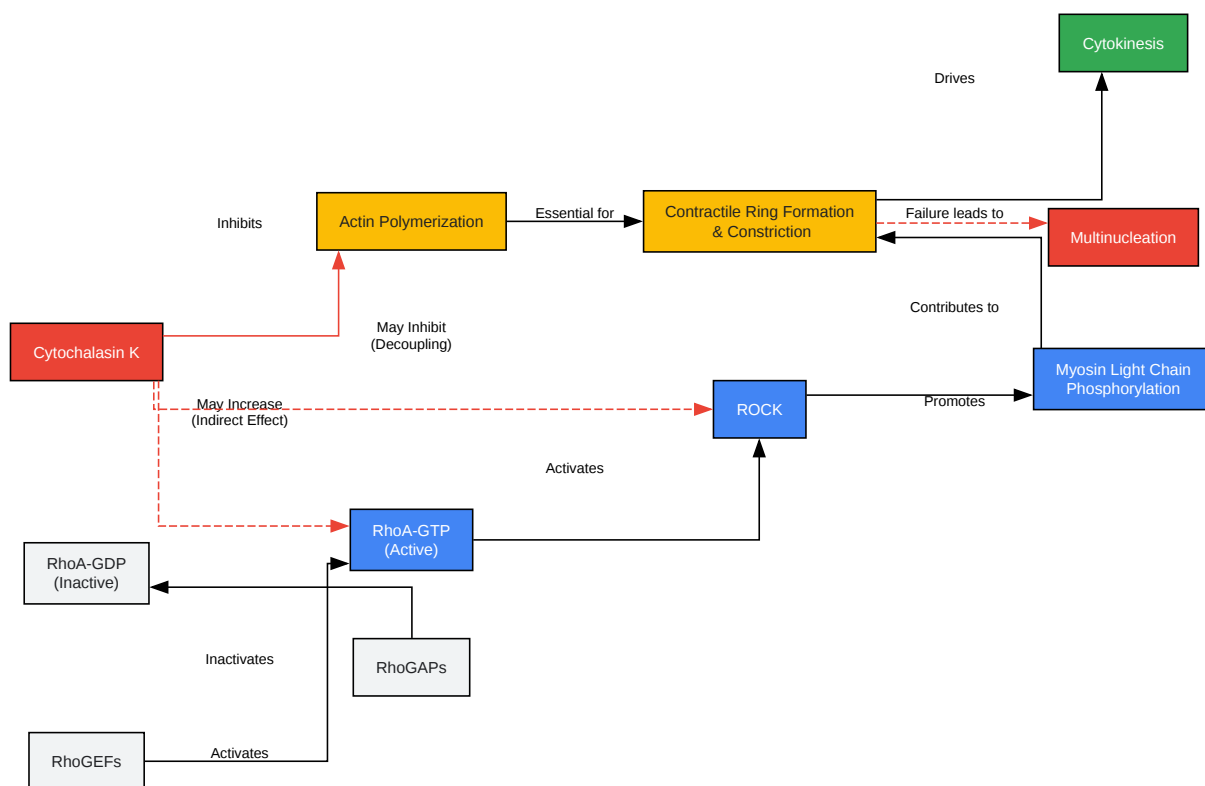 Cytokinesis
Drives
Actin Polymerization
Essential for
Contractile Ring Formation
& Constriction
Failure leads to
Multinucleation
Inhibits
Contributes to
Cytochalasin K
May Inhibit
(Decoupling)
Myosin Light Chain
Phosphorylation
May Increase
(Indirect Effect)
ROCK
Promotes
Activates
RhoA-GTP
(Active)
RhoA-GDP
(Inactive)
Inactivates
RhoGAPs
RhoGEFs
Activates